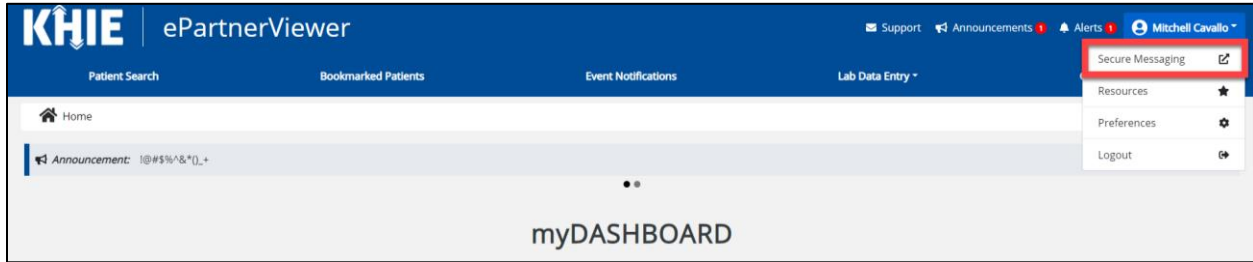 KHIE ePartnerViewer
Support Announcements 1 Alerts 1 Mitchell Cavallo
Secure Messaging
Patient Search Bookmarked Patients Event Notifications Lab Data Entry
Resources
Home
Preferences
Announcement: !@#$%^&*()_+
Logout
myDASHBOARD